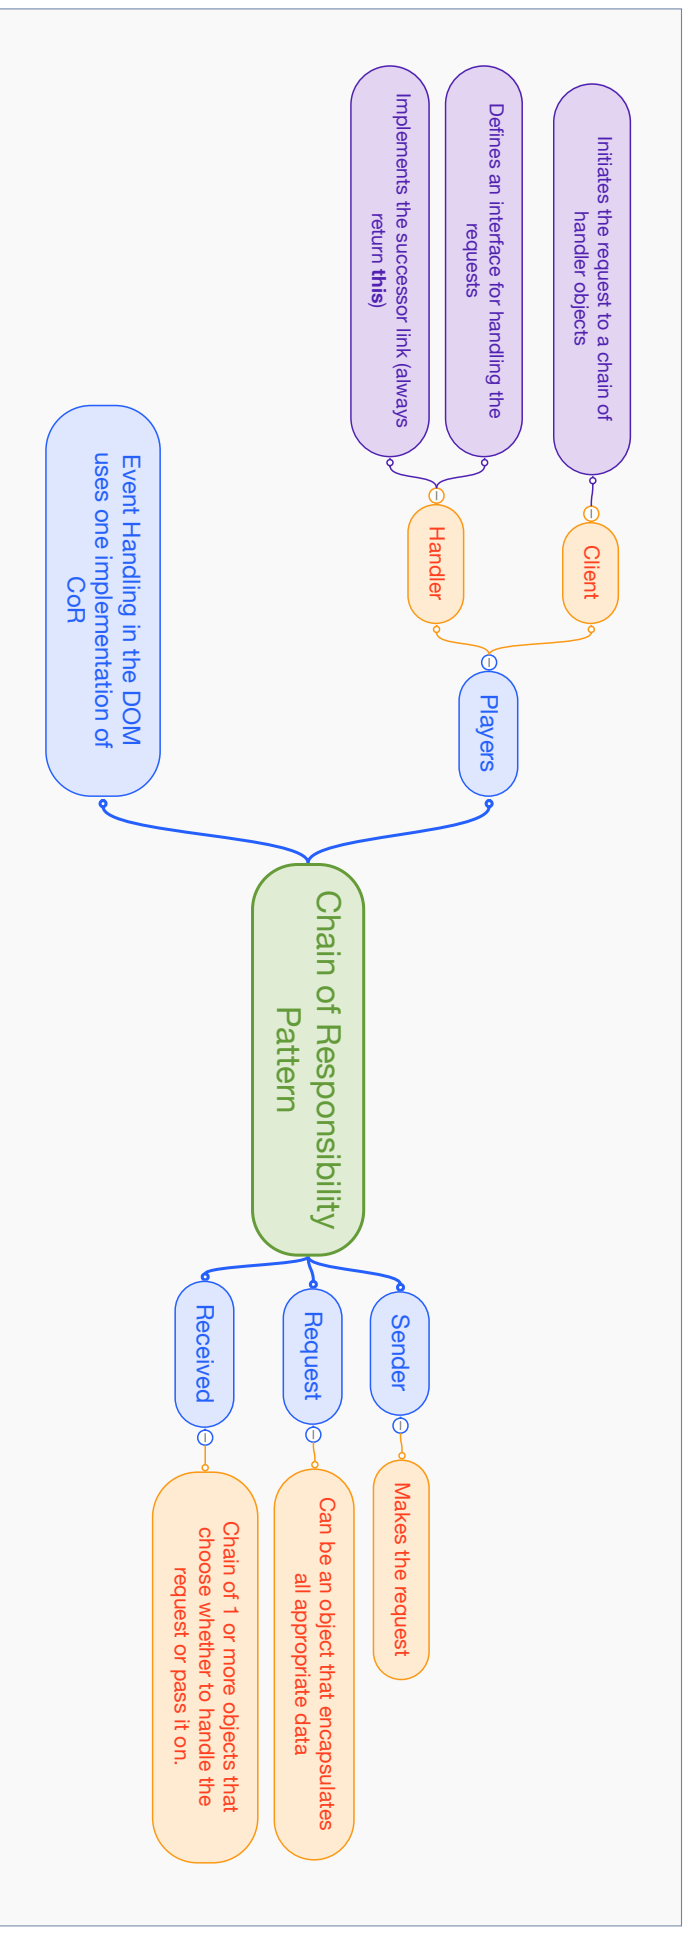 Initiates the request to a chain of
handler objects
Client
Defines an interface for handling the
requests
Implements the successor link (always
return this)
Handler
Players
Event Handling in the DOM
uses one implementation of
CoR
Chain of Responsibility
Pattern
Sender
Makes the request
Request
Can be an object that encapsulates
all appropriate data
Received
Chain of 1 or more objects that
choose whether to handle the
request or pass it on.